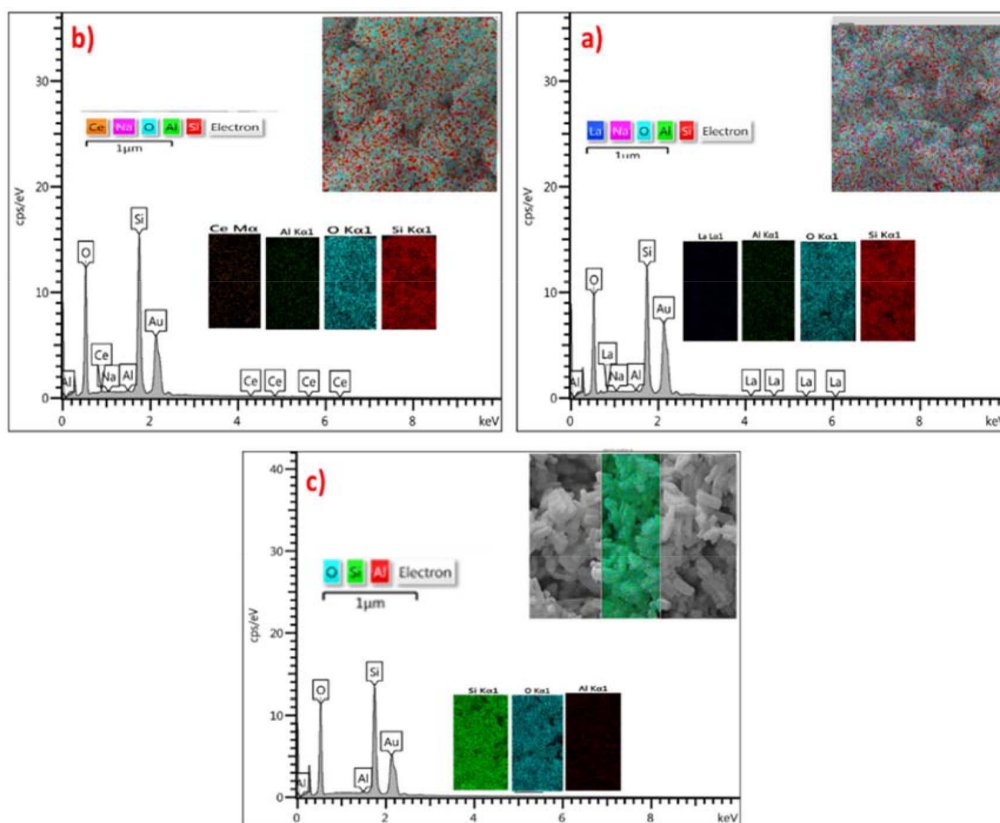 b)
30
Ce Na O Al Si Electron
1μm
cps/eV
20
Ce Mα Al Kα1 O Kα1 Si Kα1
Si
O
10
Au
Ce
Al Na Al Ce Ce Ce Ce
0
0 2 4 6 8 keV
a)
30
La Na O Al Si Electron
1μm
cps/eV
20
La Lα1 Al Kα1 O Kα1 Si Kα1
Si
O
10
Au
La
Al Na Al La La La La
0
0 2 4 6 8 keV
c)
40
30
O Si Al Electron
1μm
cps/eV
20
Si Kα1 O Kα1 Al Kα1
Si
O
10
Au
Al Al
0
0 2 4 6 8 keV